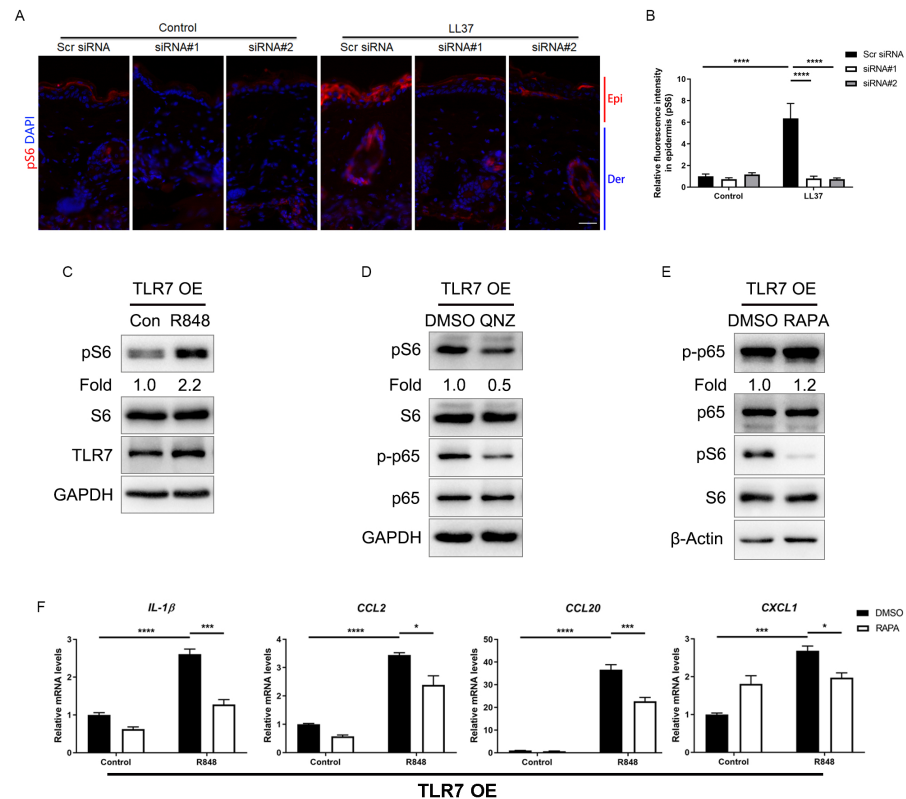 A
Control
LL37
Scr siRNA siRNA#1 siRNA#2 Scr siRNA siRNA#1 siRNA#2
pS6 DAPI
Epi
Der
B
Scr siRNA
siRNA#1
siRNA#2
Relative fluorescence intensity
in epidermis (pS6)
10
8
6
4
2
0
****
****
****
Control LL37
C
TLR7 OE
Con R848
pS6
Fold 1.0 2.2
S6
TLR7
GAPDH
D
TLR7 OE
DMSO QNZ
pS6
Fold 1.0 0.5
S6
p-p65
p65
GAPDH
E
TLR7 OE
DMSO RAPA
p-p65
Fold 1.0 1.2
p65
pS6
S6
β-Actin
F
IL-1β
Relative mRNA levels
3
2
1
0
**** ***
Control R848
CCL2
Relative mRNA levels
4
3
2
1
0
**** *
Control R848
CCL20
Relative mRNA levels
50
40
30
20
10
0
**** ***
Control R848
CXCL1
Relative mRNA levels
3
2
1
0
*** *
Control R848
DMSO
RAPA
TLR7 OE